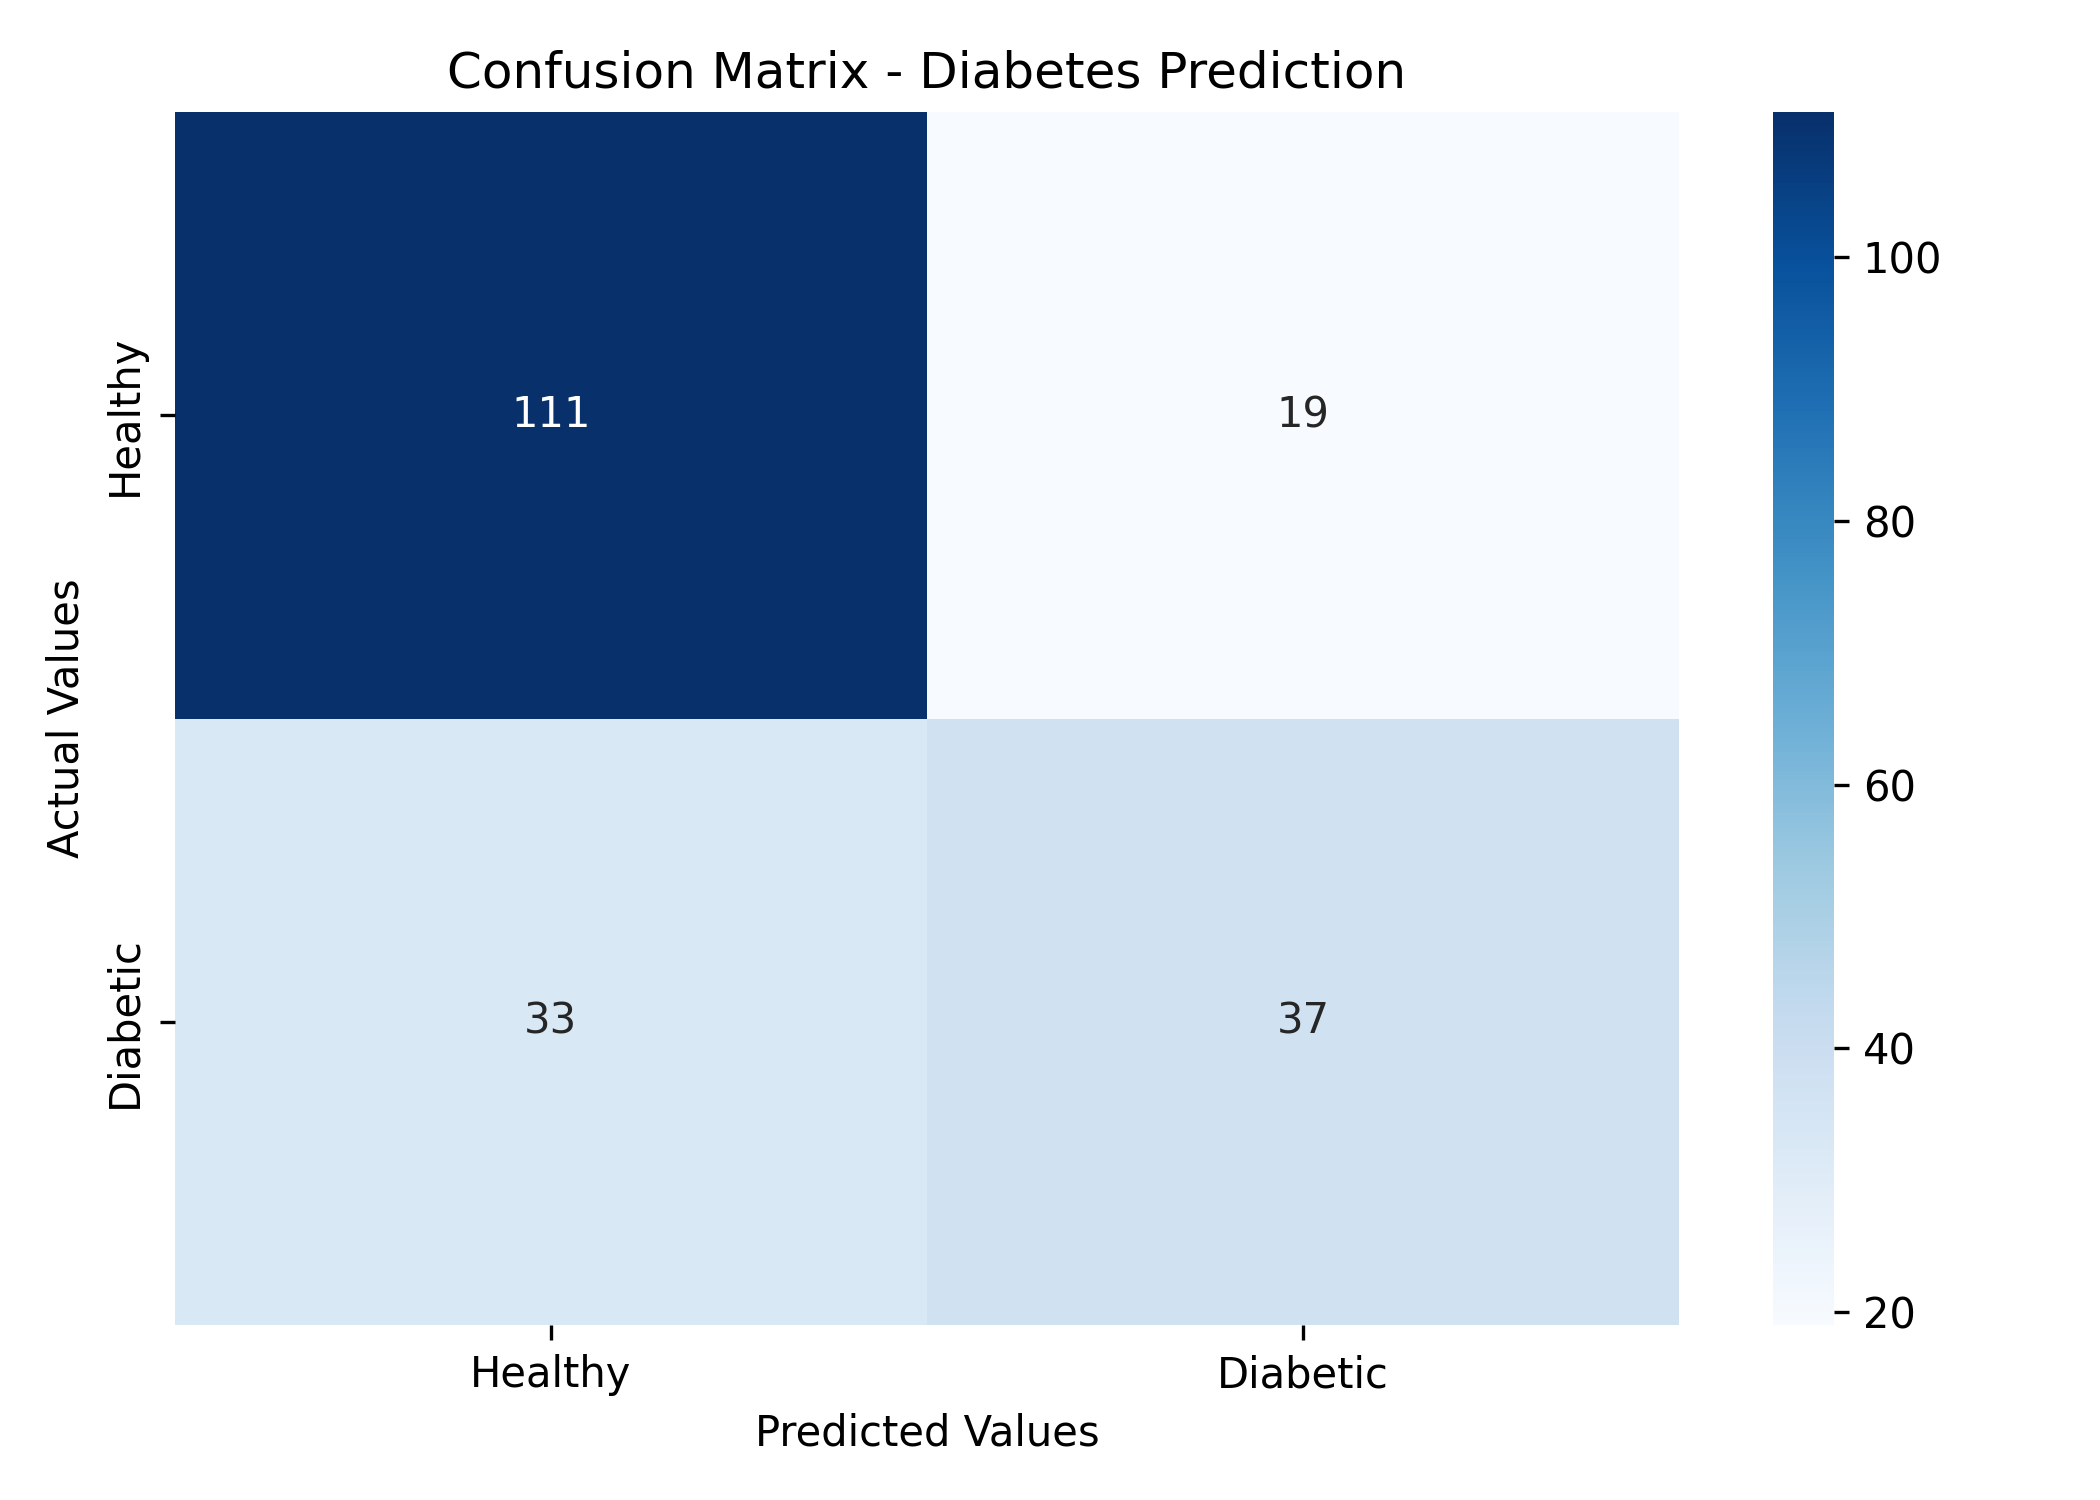 Confusion Matrix - Diabetes Prediction
Actual Values
Healthy
Diabetic
111
19
33
37
Healthy
Diabetic
Predicted Values
100
80
60
40
20